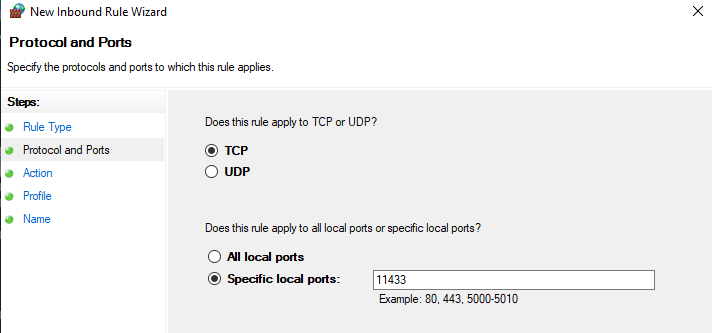 New Inbound Rule Wizard
Protocol and Ports
Specify the protocols and ports to which this rule applies.
Steps:
Rule Type
Protocol and Ports
Action
Profile
Name
Does this rule apply to TCP or UDP?
TCP
UDP
Does this rule apply to all local ports or specific local ports?
All local ports
Specific local ports:
11433
Example: 80, 443, 5000-5010